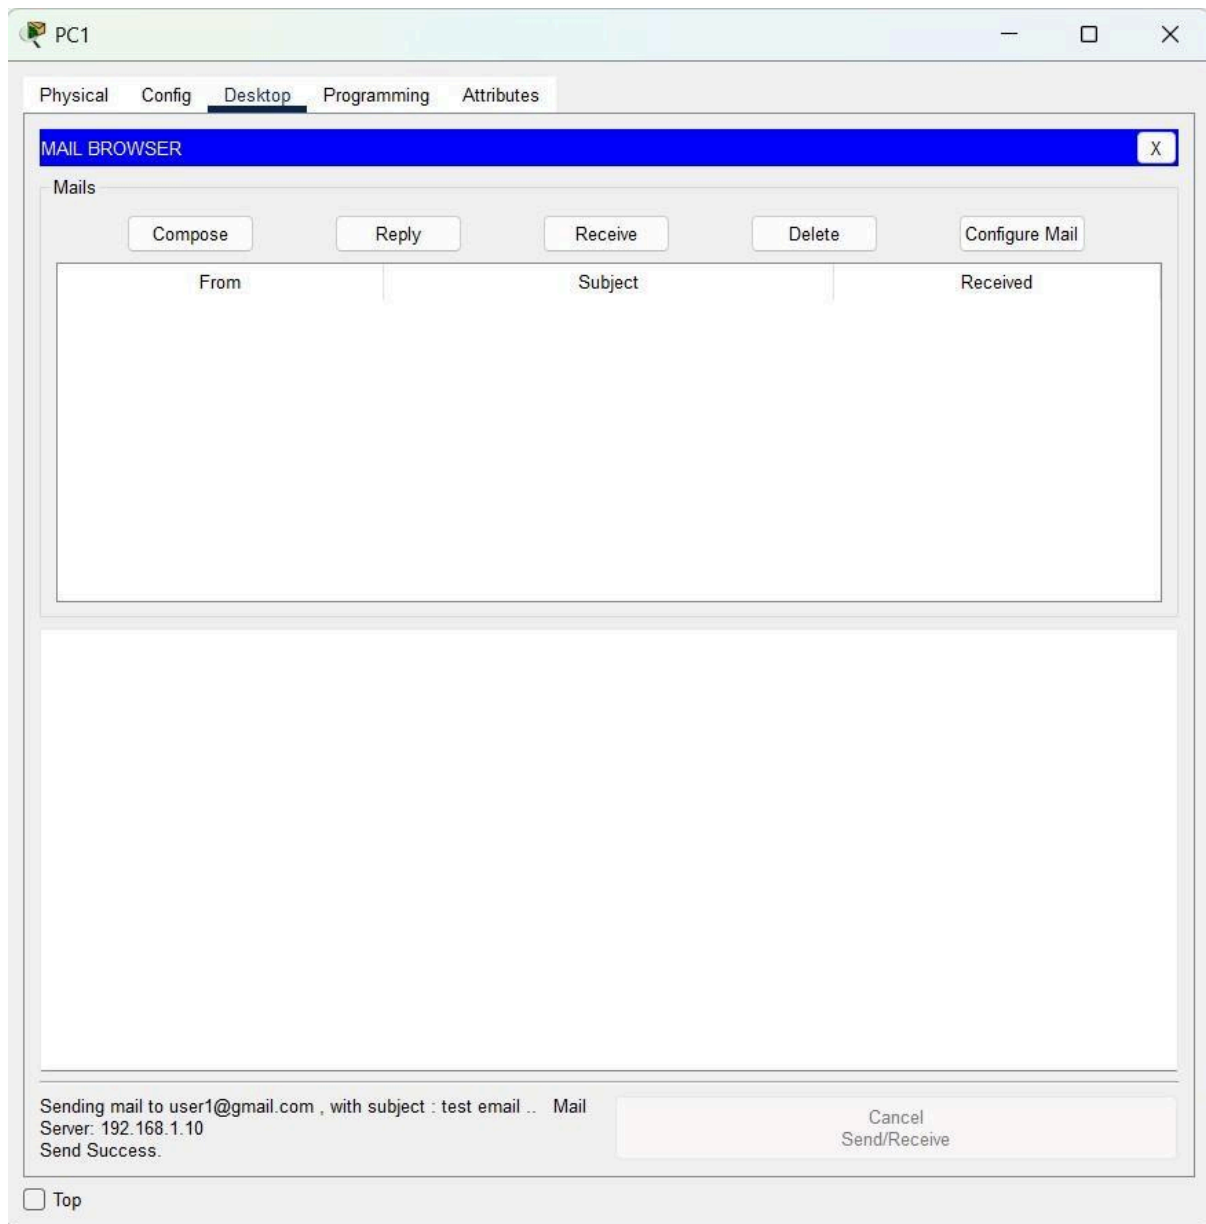 PC1
Physical Config Desktop Programming Attributes
MAIL BROWSER X
Mails
Compose Reply Receive Delete Configure Mail
From Subject Received
Sending mail to user1@gmail.com , with subject : test email .. Mail
Server: 192.168.1.10
Send Success.
Cancel
Send/Receive
Top